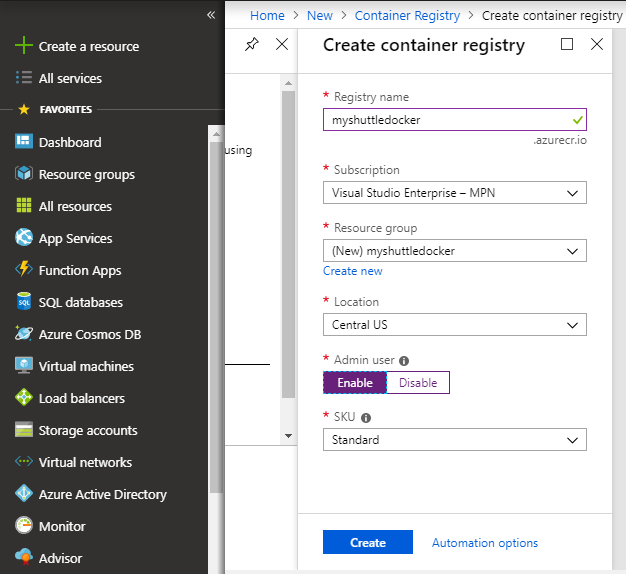 «
Create a resource
All services
FAVORITES
Dashboard
Resource groups
All resources
App Services
Function Apps
SQL databases
Azure Cosmos DB
Virtual machines
Load balancers
Storage accounts
Virtual networks
Azure Active Directory
Monitor
Advisor
Home > New > Container Registry > Create container registry
using
Create container registry
* Registry name
myshuttledocker
.azurecr.io
* Subscription
Visual Studio Enterprise – MPN
* Resource group
(New) myshuttledocker
Create new
* Location
Central US
* Admin user
Enable Disable
* SKU
Standard
Create Automation options